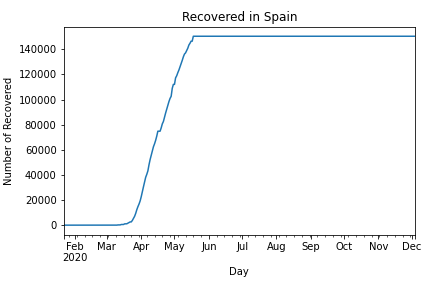 Recovered in Spain
Number of Recovered
140000
120000
100000
80000
60000
40000
20000
0
Feb Mar Apr May Jun Jul Aug Sep Oct Nov Dec
2020
Day